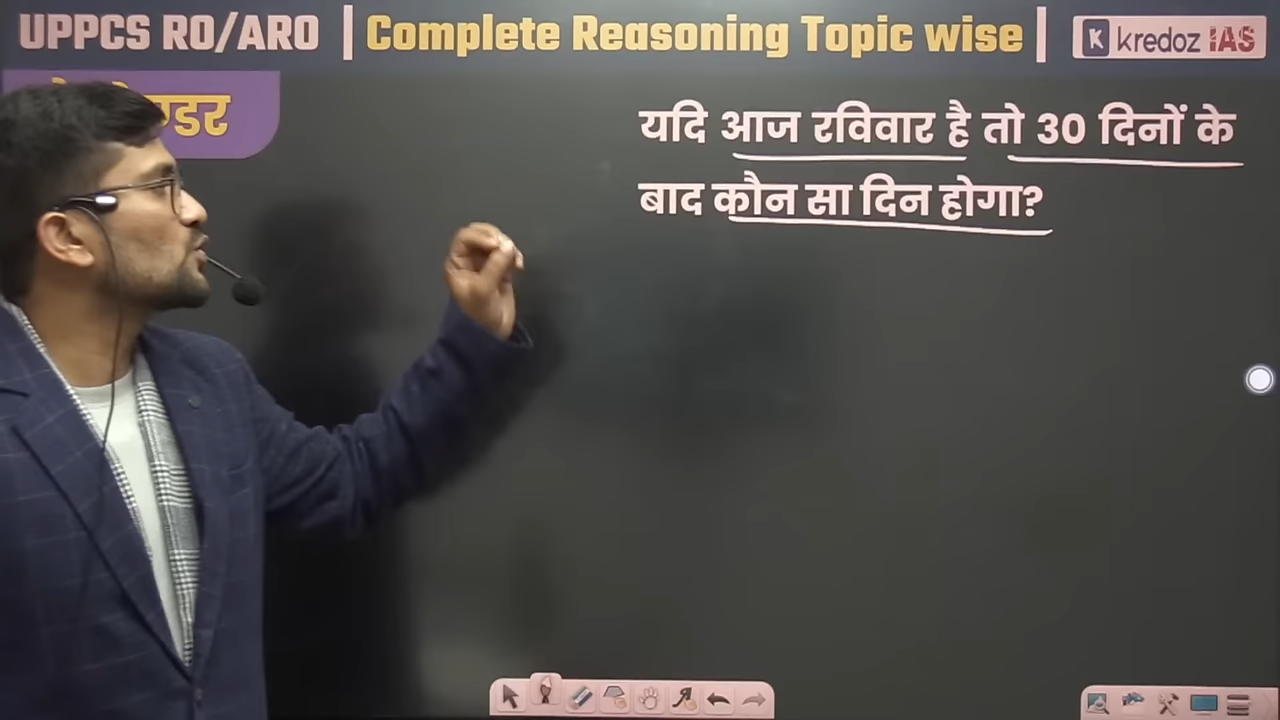 UPPCS RO/ARO | Complete Reasoning Topic wise |
K kredoz IAS
यदि आज रविवार है तो 30 दिनों के
बाद कौन सा दिन होगा?